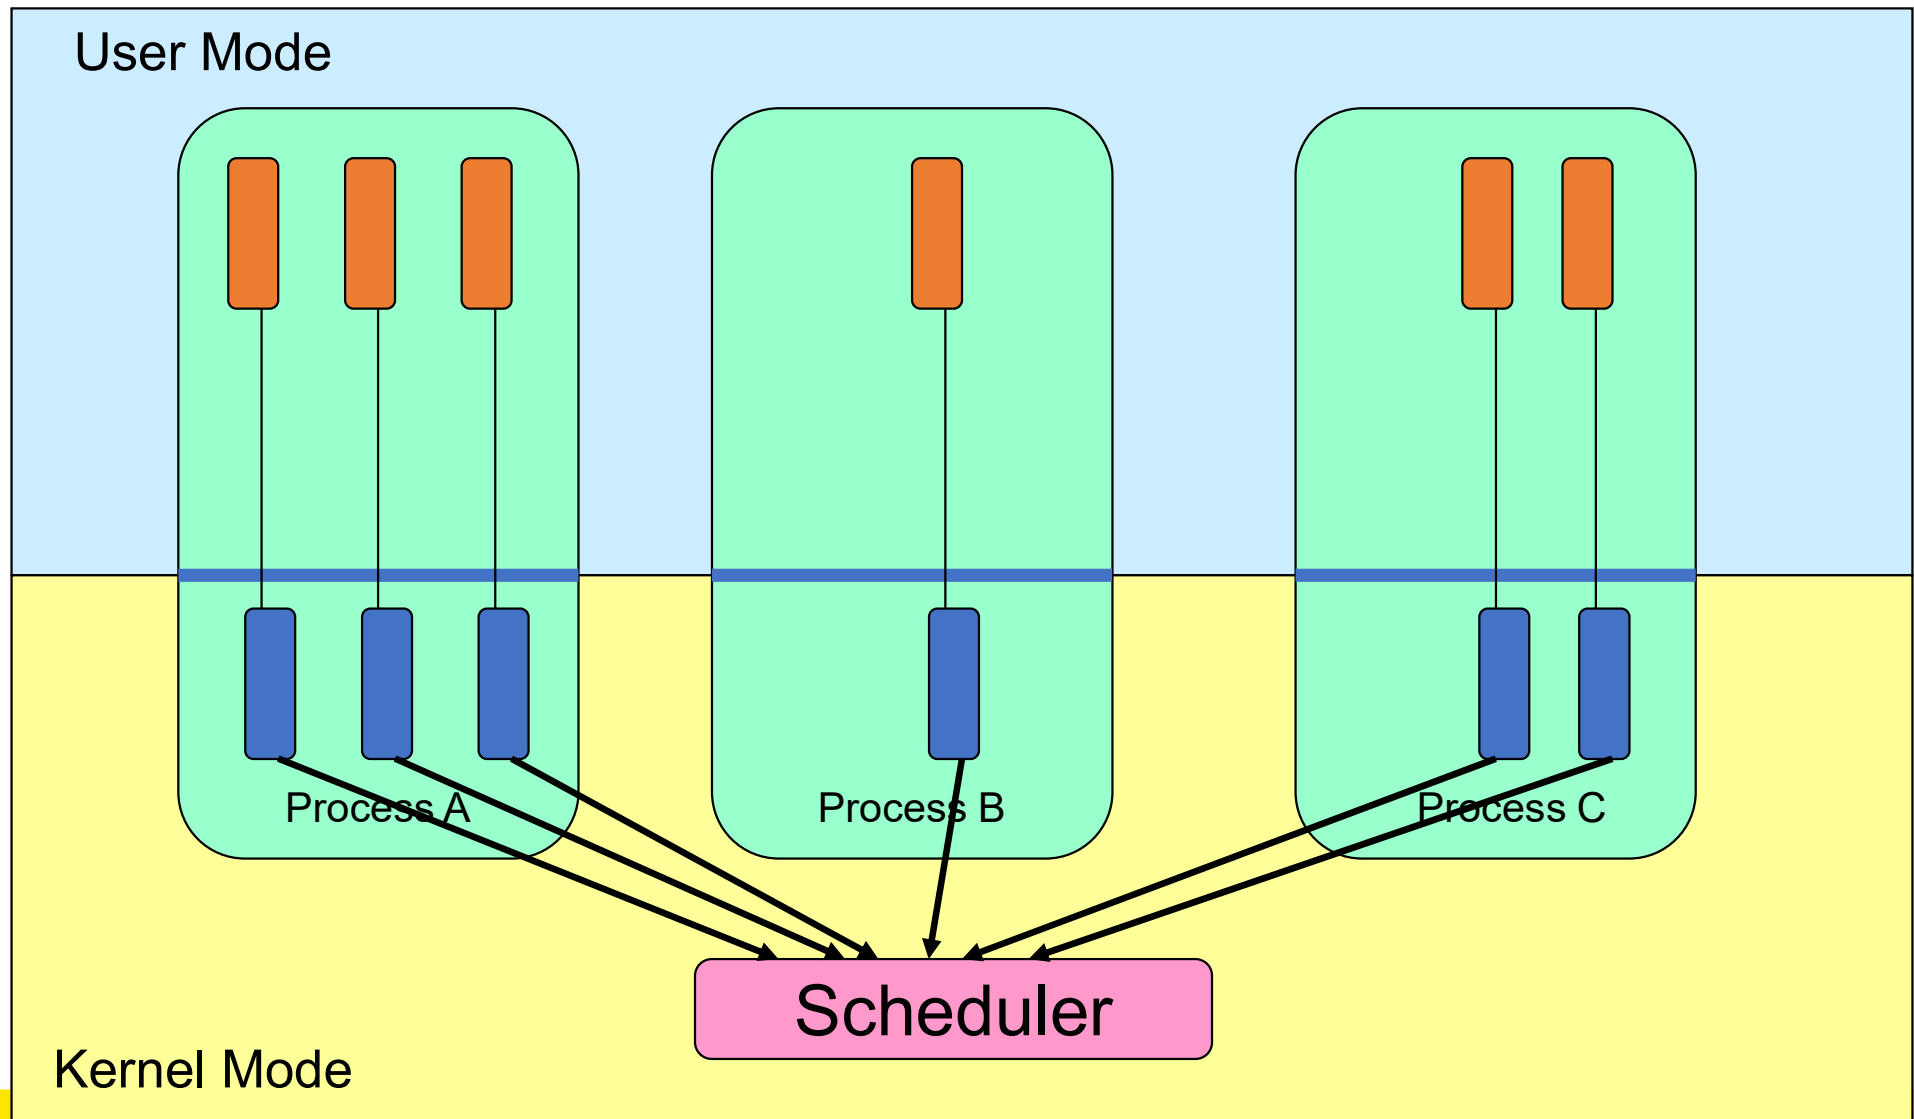 User Mode
Process A
Process B
Process C
Scheduler
Kernel Mode